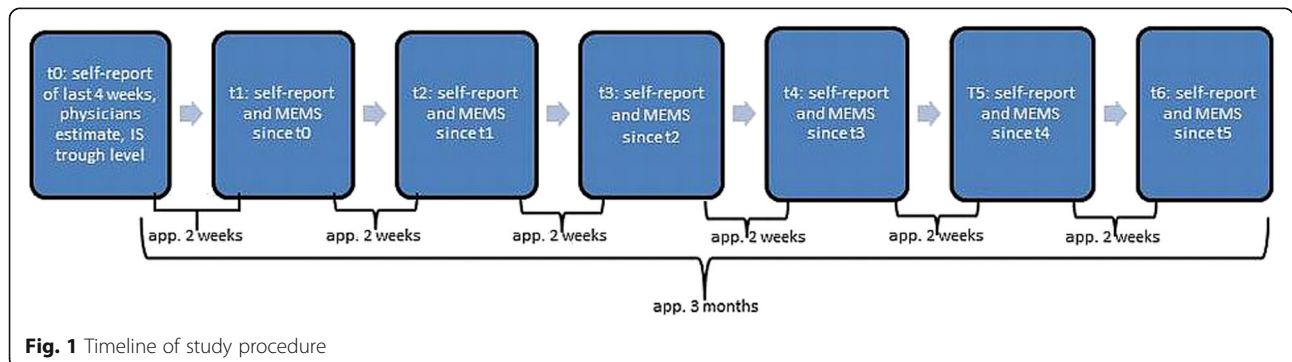 t0: self-report
of last 4 weeks,
physicians
estimate, IS
trough level
t1: self-report
and MEMS
since t0
t2: self-report
and MEMS
since t1
t3: self-report
and MEMS
since t2
t4: self-report
and MEMS
since t3
T5: self-report
and MEMS
since t4
t6: self-report
and MEMS
since t5
app. 2 weeks
app. 2 weeks
app. 2 weeks
app. 2 weeks
app. 2 weeks
app. 2 weeks
app. 3 months
Fig. 1 Timeline of study procedure